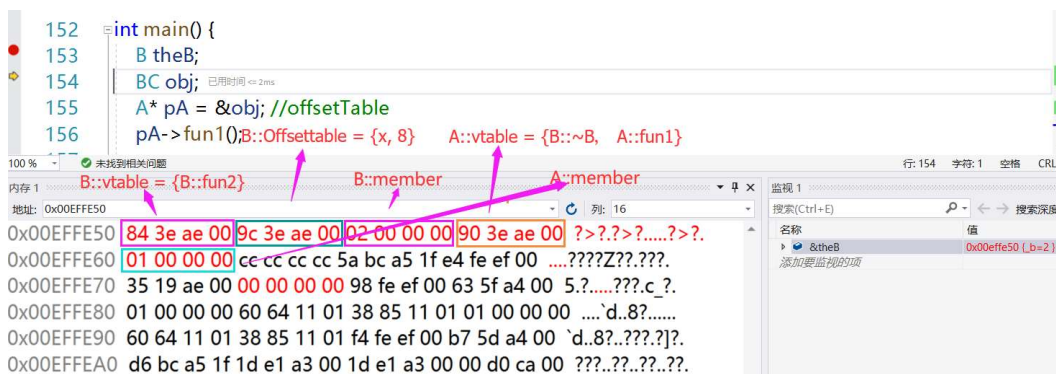 152 int main() {
153 B theB;
154 BC obj; 已用时间 <= 2ms
155 A* pA = &obj; //offsetTable
156 pA->fun1(); B::Offsettable = {x, 8} A::vtable = {B::~B, A::fun1}
100 % 未找到相关问题 行: 154 字符: 1 空格 CRL
B::vtable = {B::fun2} B::member A::member
内存 1 监视 1
地址: 0x00EFFE50 列: 16 搜索(Ctrl+E) 搜索深度
0x00EFFE50 84 3e ae 00 9c 3e ae 00 02 00 00 00 90 3e ae 00 ?>?.?>?.....?>?.
名称 值
0x00EFFE60 01 00 00 00 cc cc cc cc 5a bc a5 1f e4 fe ef 00 ....????Z??.???.
&theB 0x00effe50 {_b=2 }
添加要监视的项
0x00EFFE70 35 19 ae 00 00 00 00 00 98 fe ef 00 63 5f a4 00 5.?.....???.c_?.
0x00EFFE80 01 00 00 00 60 64 11 01 38 85 11 01 01 00 00 00 ....`d..8?......
0x00EFFE90 60 64 11 01 38 85 11 01 f4 fe ef 00 b7 5d a4 00 `d..8?..???.?]?.
0x00EFFEA0 d6 bc a5 1f 1d e1 a3 00 1d e1 a3 00 00 d0 ca 00 ???.??.??..??.